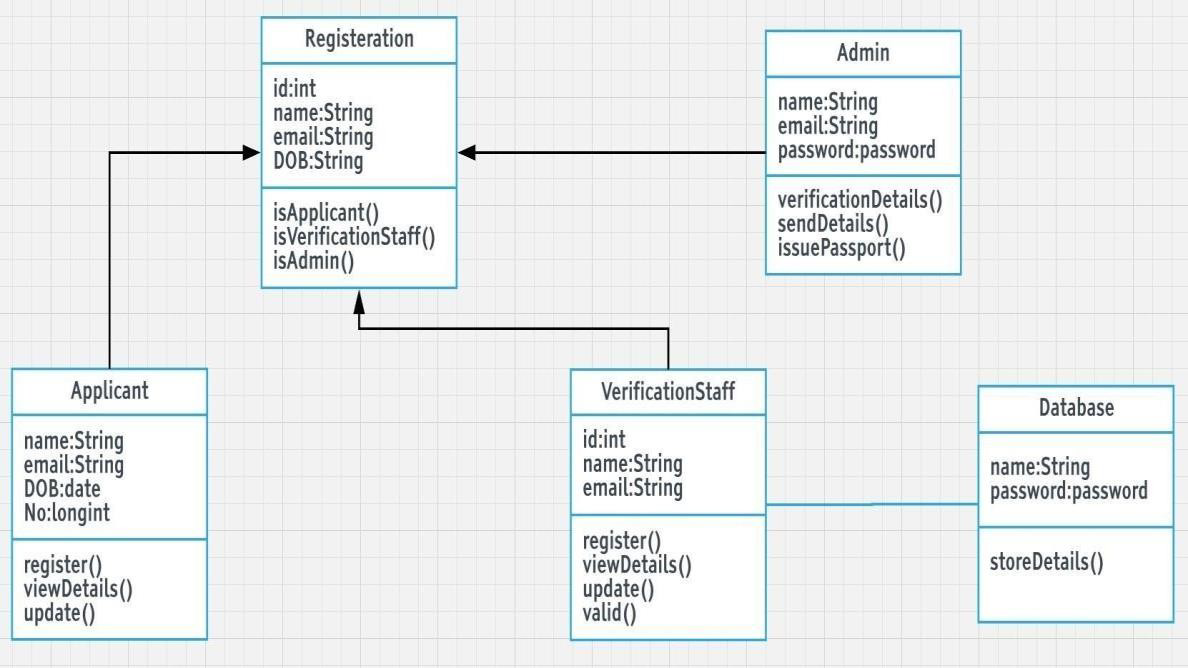 Registeration
id:int
name:String
email:String
DOB:String
isApplicant()
isVerificationStaff()
isAdmin()
Admin
name:String
email:String
password:password
verificationDetails()
sendDetails()
issuePassport()
Applicant
name:String
email:String
DOB:date
No:longint
register()
viewDetails()
update()
VerificationStaff
id:int
name:String
email:String
register()
viewDetails()
update()
valid()
Database
name:String
password:password
storeDetails()